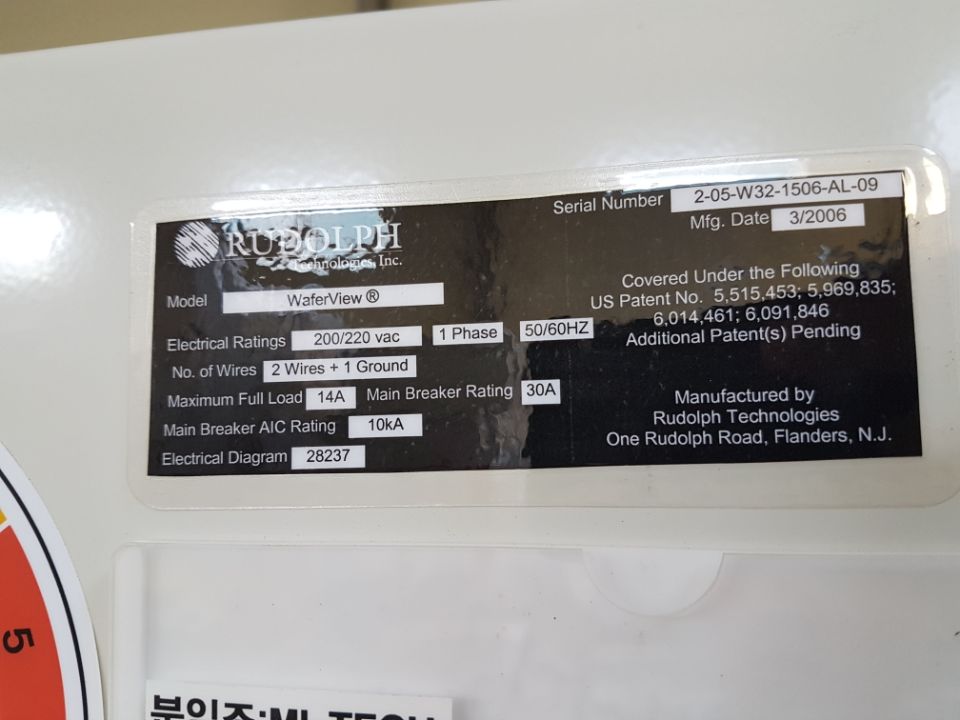 RUDOLPH
Technologies, Inc.
Serial Number 2-05-W32-1506-AL-09
Mfg. Date 3/2006
Model WaferView®
Electrical Ratings 200/220 vac 1 Phase 50/60HZ
No. of Wires 2 Wires + 1 Ground
Maximum Full Load 14A Main Breaker Rating 30A
Main Breaker AIC Rating 10kA
Electrical Diagram 28237
Covered Under the Following
US Patent No. 5,515,453; 5,969,835;
6,014,461; 6,091,846
Additional Patent(s) Pending
Manufactured by
Rudolph Technologies
One Rudolph Road, Flanders, N.J.
5